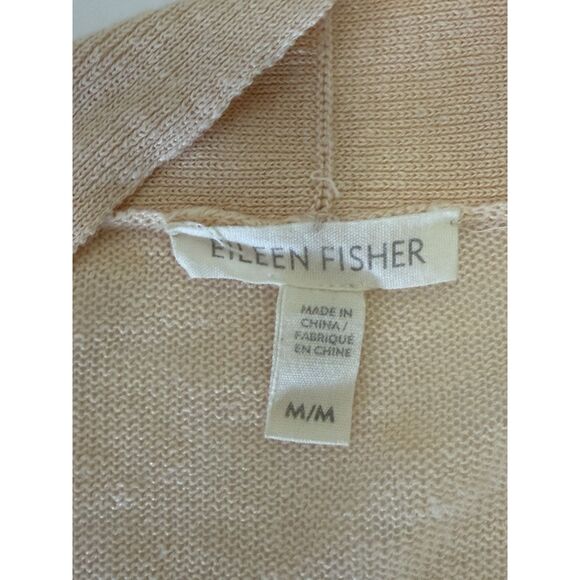 EILEEN FISHER
MADE IN
CHINA /
FABRIQUÉ
EN CHINE
M/M